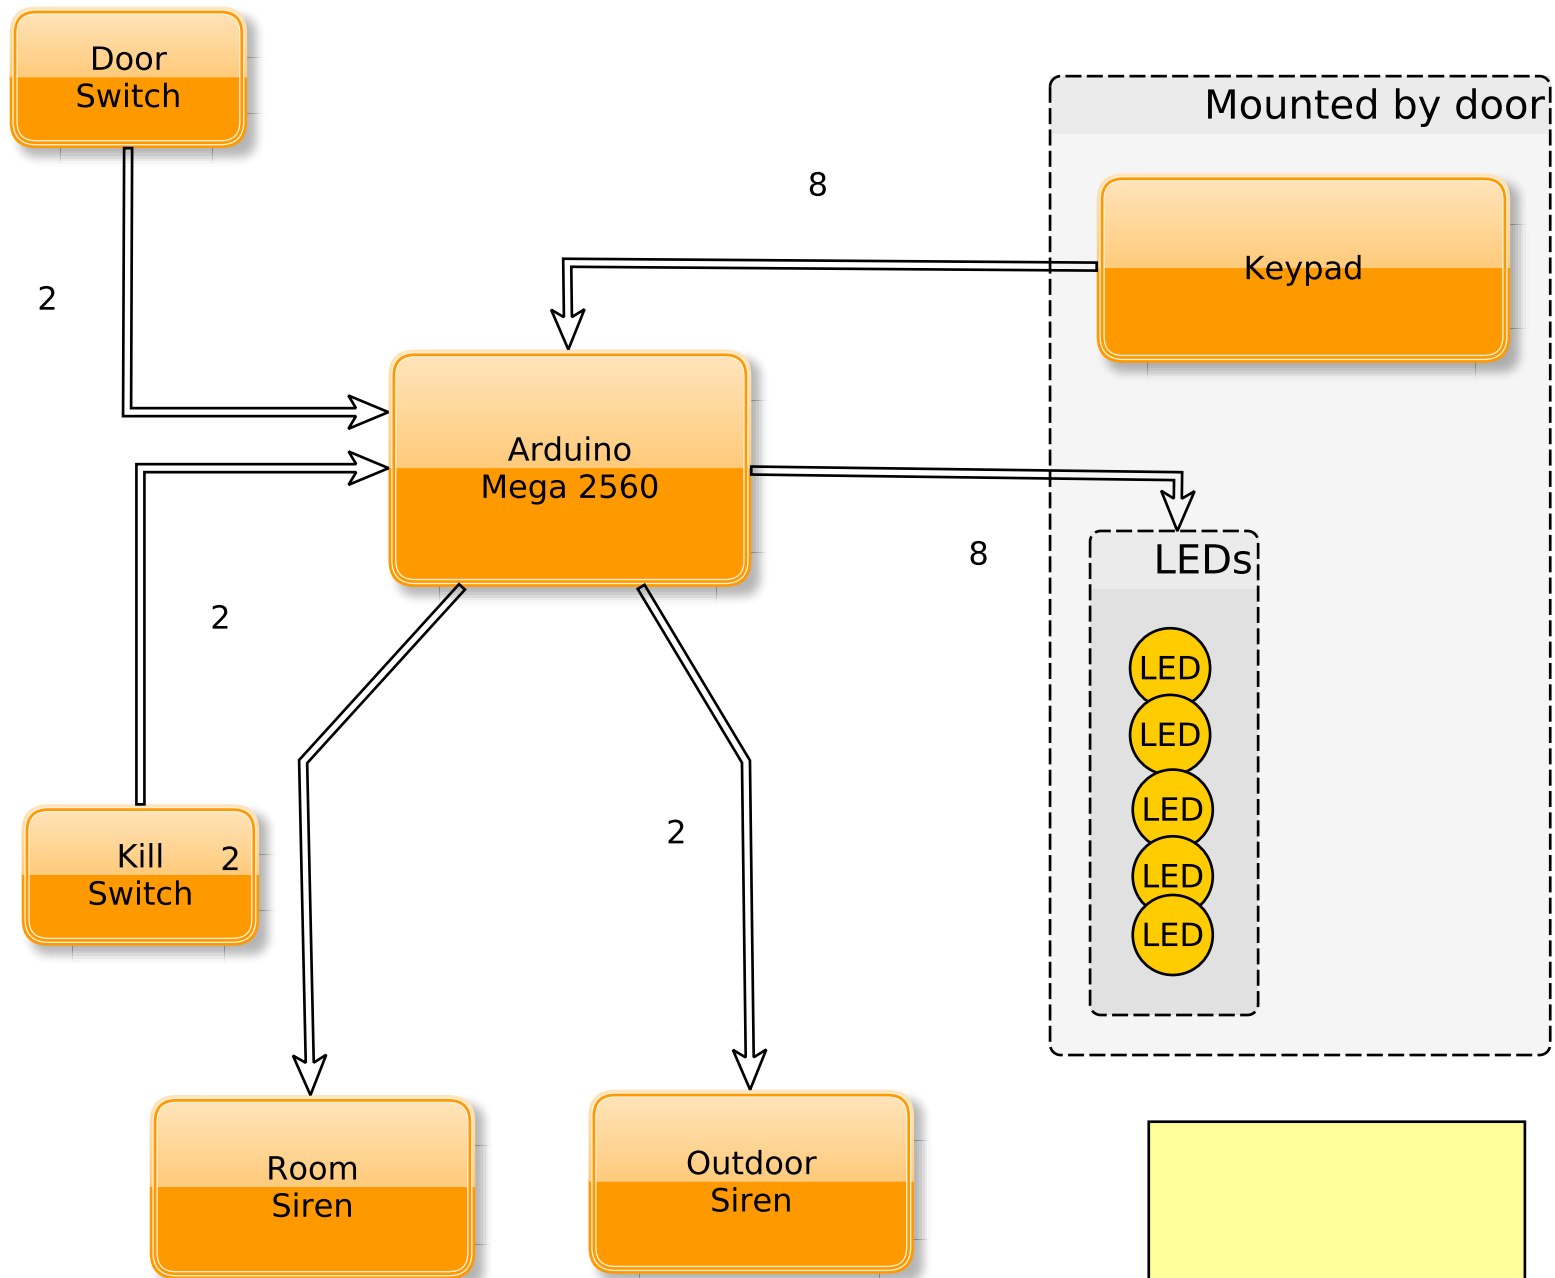 Door
Switch
Mounted by door
8
Keypad
2
Arduino
Mega 2560
8
LEDs
2
LED
LED
LED
LED
LED
2
Kill
Switch
2
Room
Siren
Outdoor
Siren